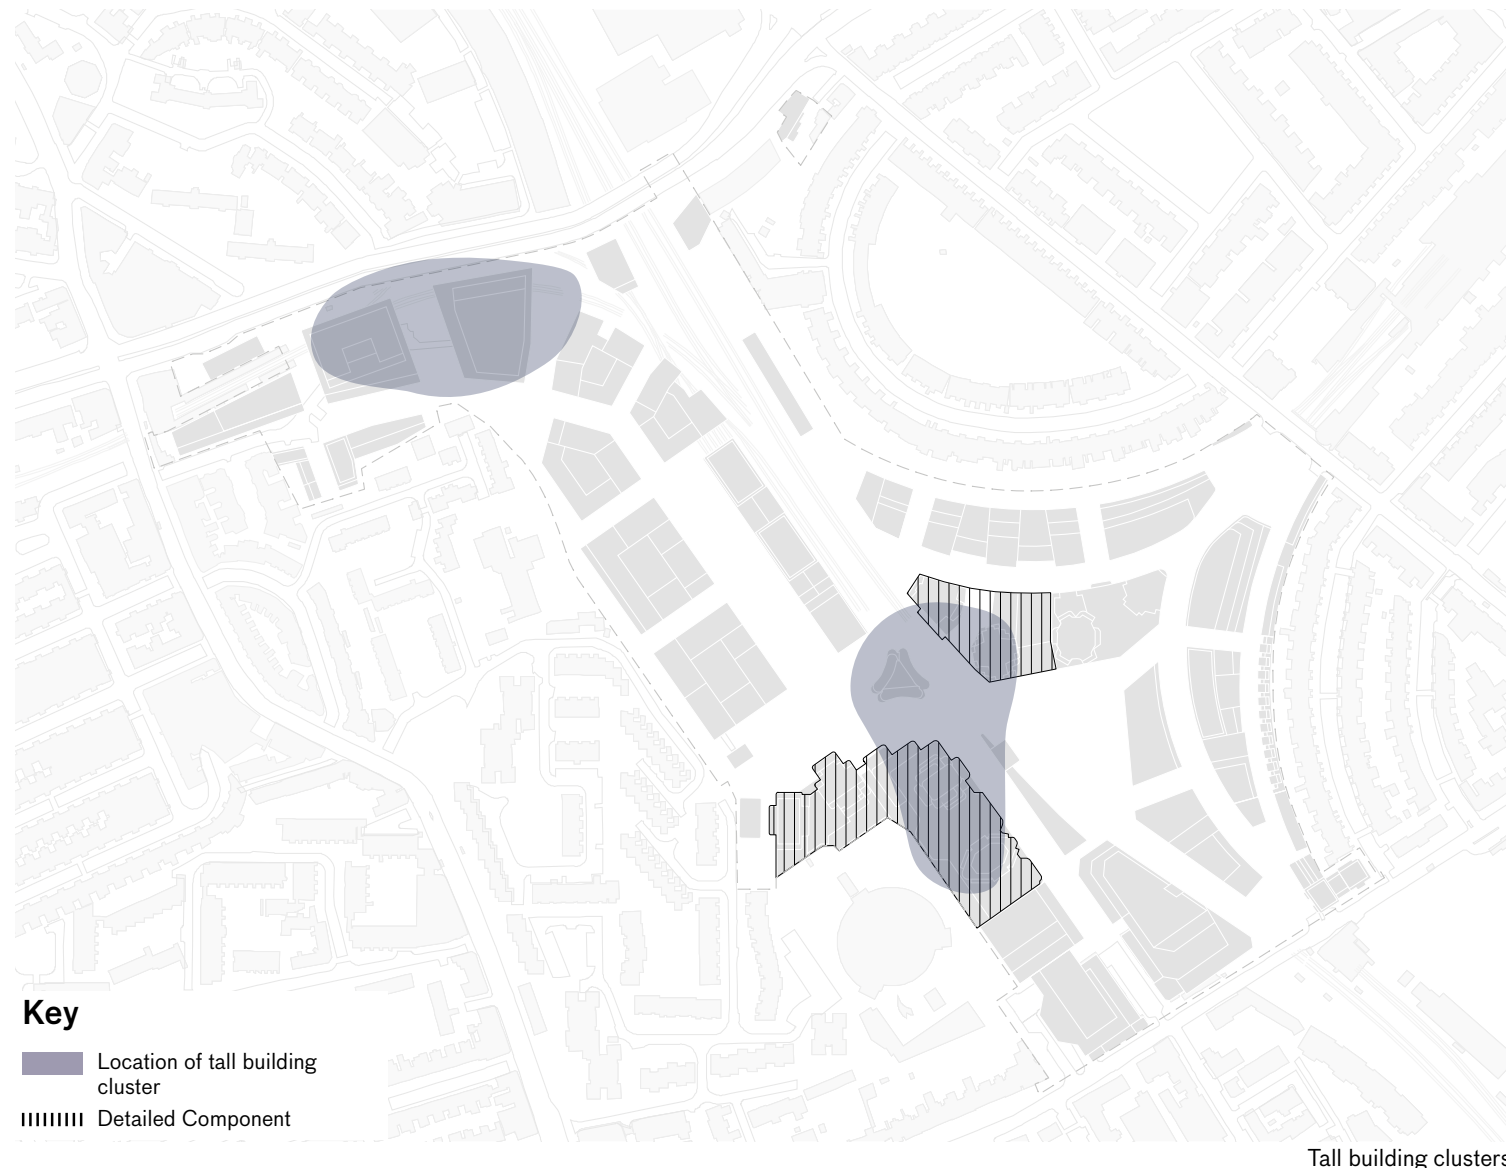 Key
Location of tall building
cluster
Detailed Component
Tall building clusters